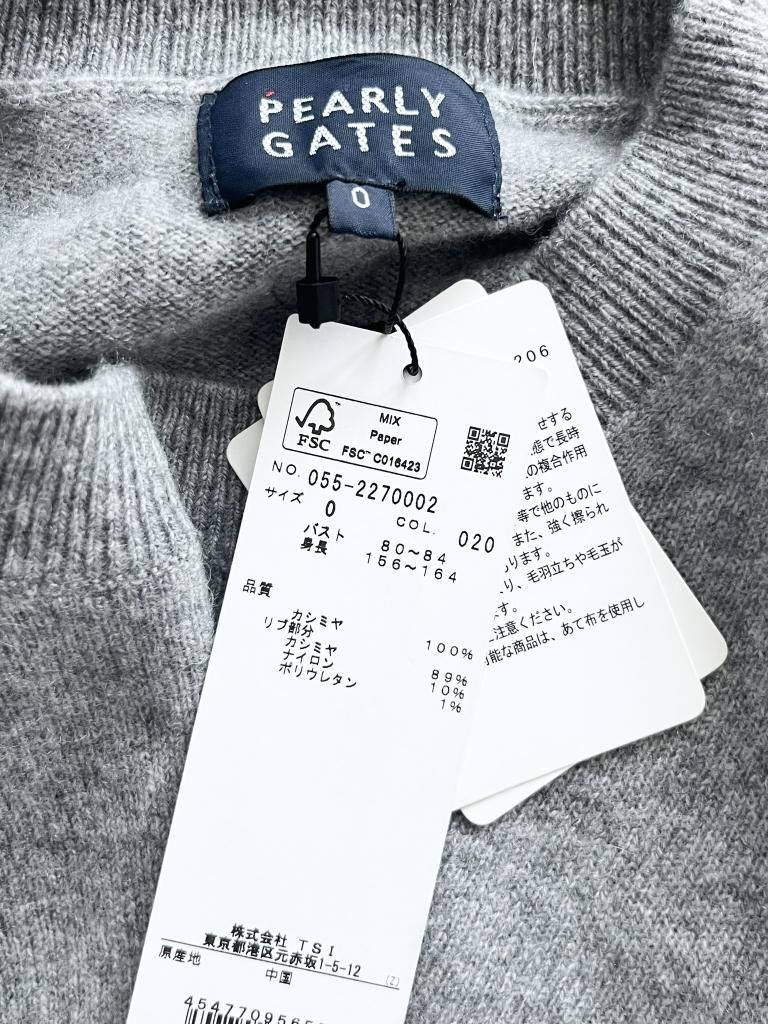 PEARLY
GATES
0
FSC™
MIX
Paper
FSC™ C016423
NO. 055-2270002
サイズ 0 COL. 020
バスト 80~84
身長 156~164
品質
カシミヤ 100%
リブ部分
カシミヤ 89%
ナイロン 10%
ポリウレタン 1%
株式会社 TSI
東京都港区元赤坂1-5-12
原産地 中国 (2)
206
せする
態で長時
の複合作用
ます。
等で他のものに
また、強く擦られ
ります。
り、毛羽立ちや毛玉が
す。
ご注意ください。
可能な商品は、あて布を使用し